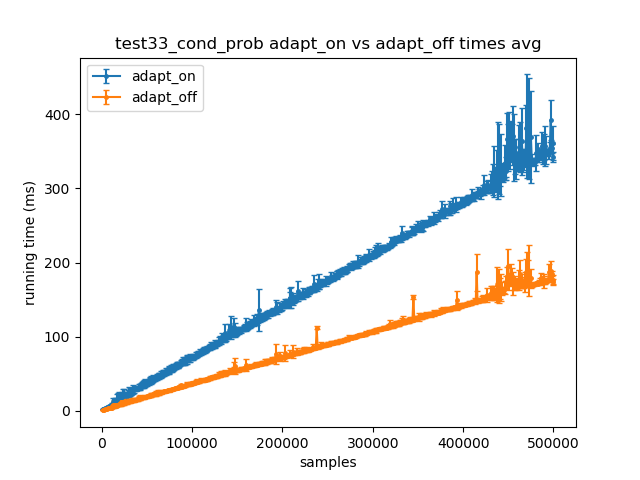 test33_cond_prob adapt_on vs adapt_off times avg
adapt_on
adapt_off
running time (ms)
400
300
200
100
0
0 100000 200000 300000 400000 500000
samples